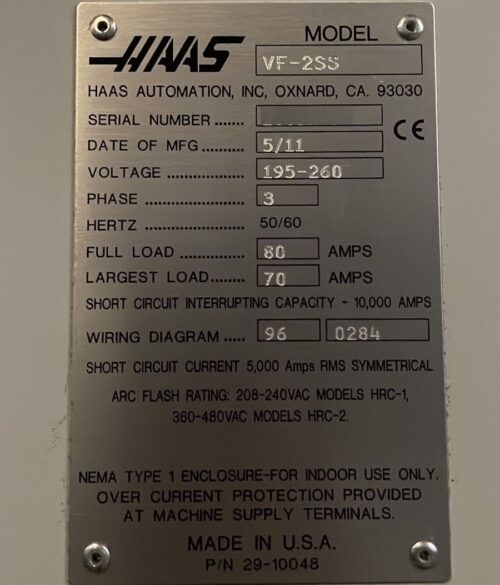 HAAS
MODEL
VF-2SS
HAAS AUTOMATION, INC, OXNARD, CA. 93030
SERIAL NUMBER .......
CE
DATE OF MFG .......... 5/11
VOLTAGE .................. 195-260
PHASE ...................... 3
HERTZ ...................... 50/60
FULL LOAD ............... 80 AMPS
LARGEST LOAD......... 70 AMPS
SHORT CIRCUIT INTERRUPTING CAPACITY - 10,000 AMPS
WIRING DIAGRAM ..... 96 0284
SHORT CIRCUIT CURRENT 5,000 Amps RMS SYMMETRICAL
ARC FLASH RATING: 208-240VAC MODELS HRC-1,
360-480VAC MODELS HRC-2.
NEMA TYPE 1 ENCLOSURE-FOR INDOOR USE ONLY.
OVER CURRENT PROTECTION PROVIDED
AT MACHINE SUPPLY TERMINALS.
MADE IN U.S.A.
P/N 29-10048